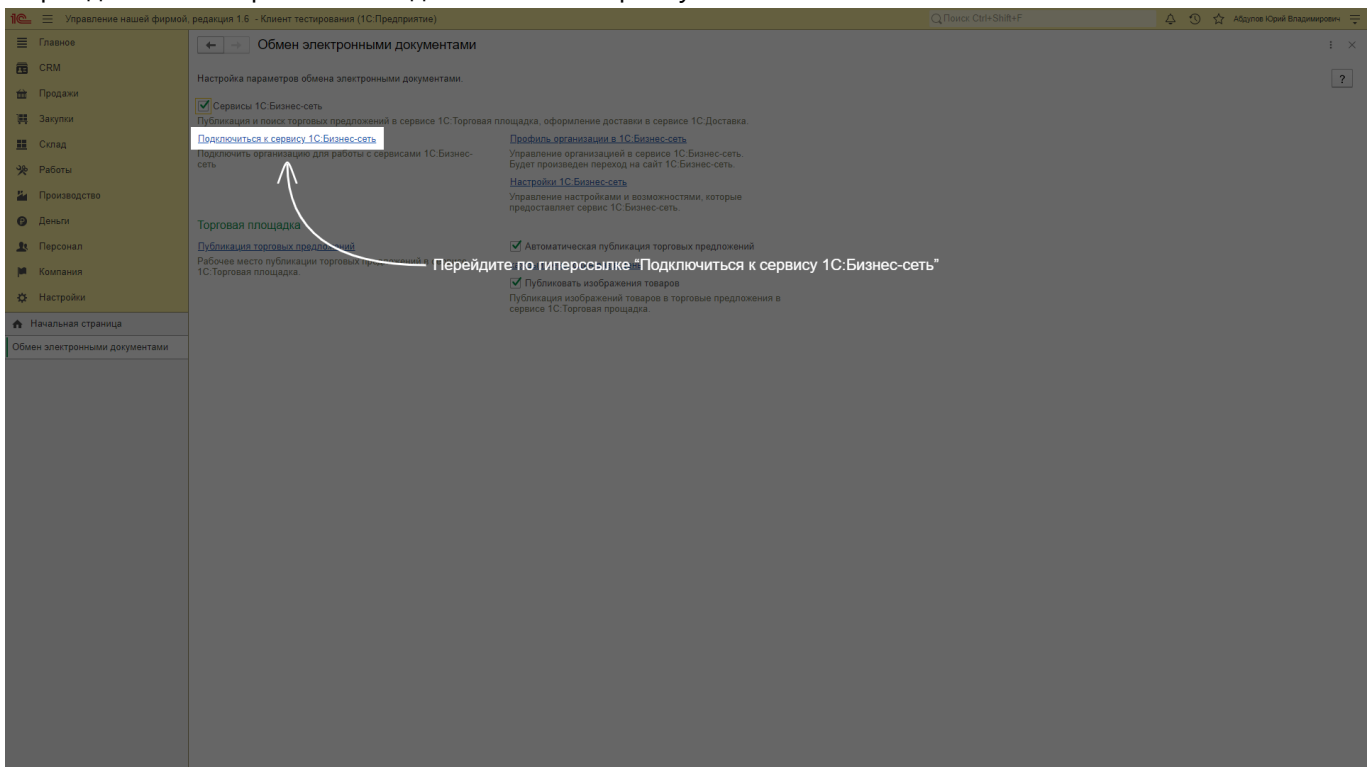 Управление нашей фирмой, редакция 1.6 - Клиент тестирования (1С:Предприятие)
Поиск Ctrl+Shift+F
Абдулов Юрий Владимирович
Главное
CRM
Продажи
Закупки
Склад
Работы
Производство
Деньги
Персонал
Компания
Настройки
Начальная страница
Обмен электронными документами
Обмен электронными документами
Настройка параметров обмена электронными документами.
?
Сервисы 1С:Бизнес-сеть
Публикация и поиск торговых предложений в сервисе 1С:Торговая площадка, оформление доставки в сервисе 1С:Доставка.
Подключиться к сервису 1С:Бизнес-сеть
Подключить организацию для работы с сервисами 1С:Бизнес-
сеть
Профиль организации в 1С:Бизнес-сеть
Управление организацией в сервисе 1С:Бизнес-сеть.
Будет произведен переход на сайт 1С:Бизнес-сеть.
Настройки 1С:Бизнес-сеть
Управление настройками и возможностями, которые
предоставляет сервис 1С:Бизнес-сеть.
Торговая площадка
Публикация торговых предложений
Рабочее место публикации торговых предложений в
1С:Торговая площадка.
Автоматическая публикация торговых предложений
Перейдите по гиперссылке “Подключиться к сервису 1С:Бизнес-сеть”
Публиковать изображения товаров
Публикация изображений товаров в торговые предложения в
сервисе 1С:Торговая прощадка.